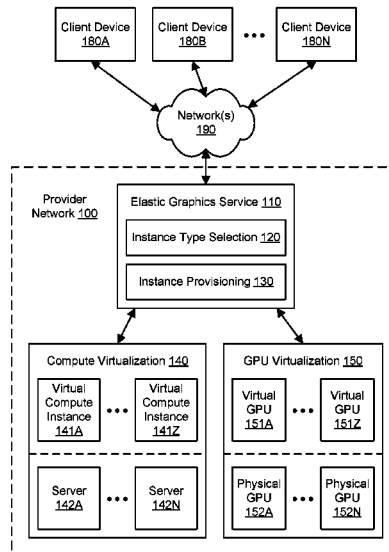 Client Device
180A
Client Device
180B
Client Device
180N
Network(s)
190
Provider
Network 100
Elastic Graphics Service 110
Instance Type Selection 120
Instance Provisioning 130
Compute Virtualization 140
Virtual
Compute
Instance
141A
Virtual
Compute
Instance
141Z
Server
142A
Server
142N
GPU Virtualization 150
Virtual
GPU
151A
Virtual
GPU
151Z
Physical
GPU
152A
Physical
GPU
152N